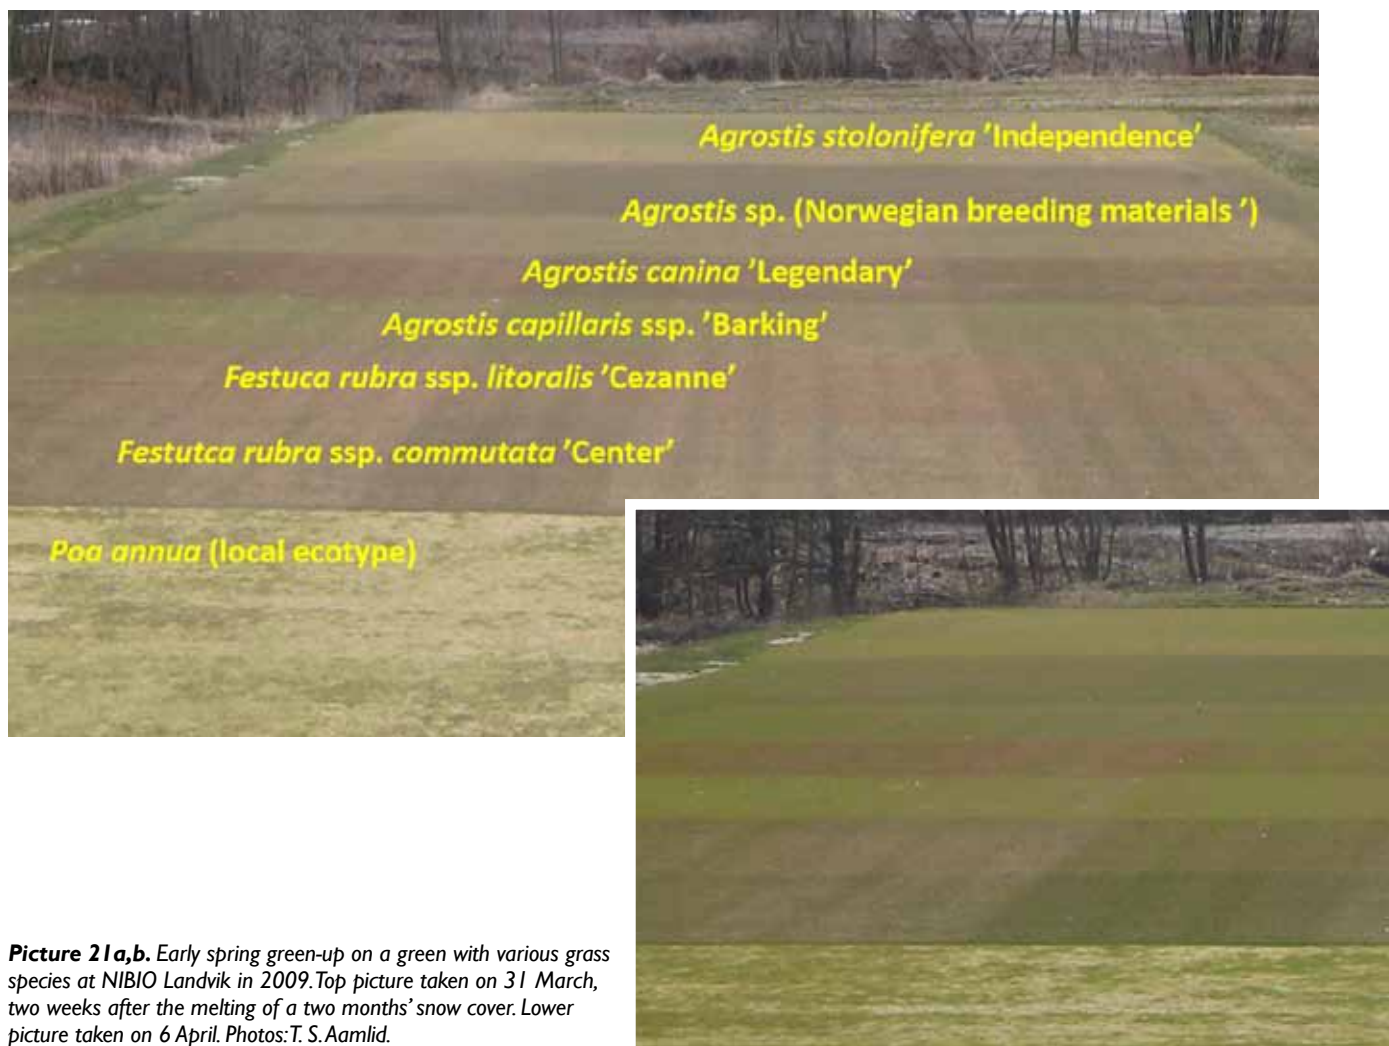 Agrostis stolonifera ’Independence’
Agrostis sp. (Norwegian breeding materials ’)
Agrostis canina ’Legendary’
Agrostis capillaris ssp. ’Barking’
Festuca rubra ssp. litoralis ’Cezanne’
Festutca rubra ssp. commutata ’Center’
Poa annua (local ecotype)
Picture 21a,b. Early spring green-up on a green with various grass
species at NIBIO Landvik in 2009. Top picture taken on 31 March,
two weeks after the melting of a two months’ snow cover. Lower
picture taken on 6 April. Photos: T. S. Aamlid.